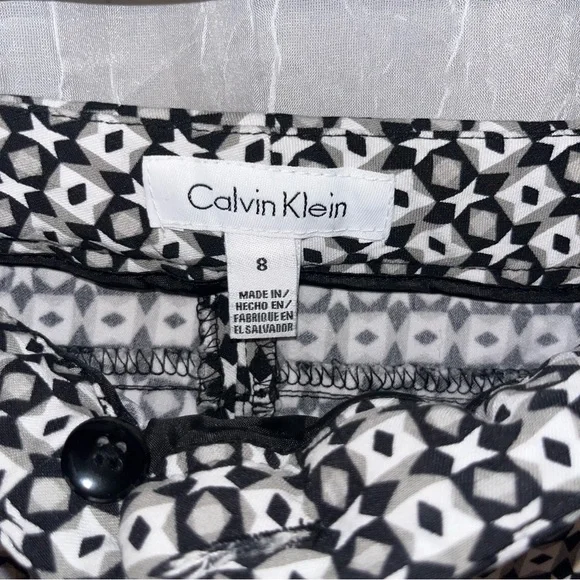 Calvin Klein
8
MADE IN/
HECHO EN/
FABRIQUE EN
EL SALVADOR